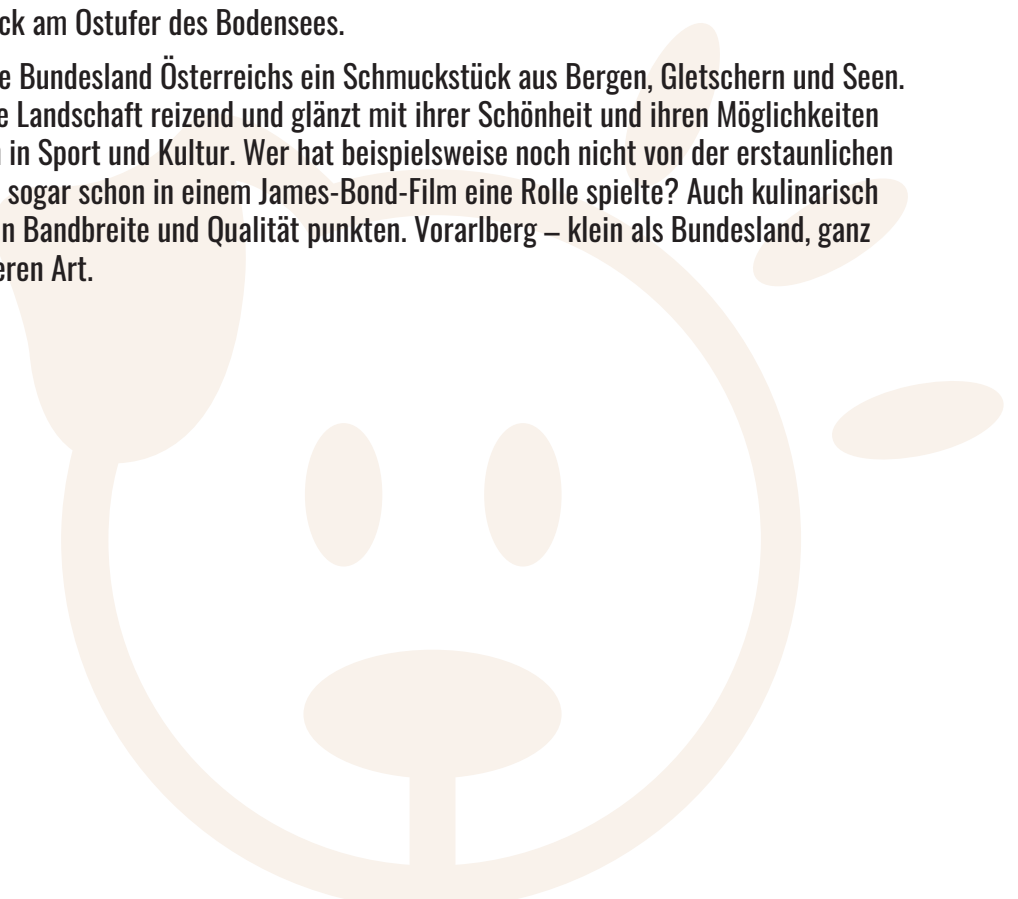 ck am Ostufer des Bodensees.
e Bundesland Österreichs ein Schmuckstück aus Bergen, Gletschern und Seen.
e Landschaft reizend und glänzt mit ihrer Schönheit und ihren Möglichkeiten
in Sport und Kultur. Wer hat beispielsweise noch nicht von der erstaunlichen
sogar schon in einem James-Bond-Film eine Rolle spielte? Auch kulinarisch
n Bandbreite und Qualität punkten. Vorarlberg – klein als Bundesland, ganz
eren Art.